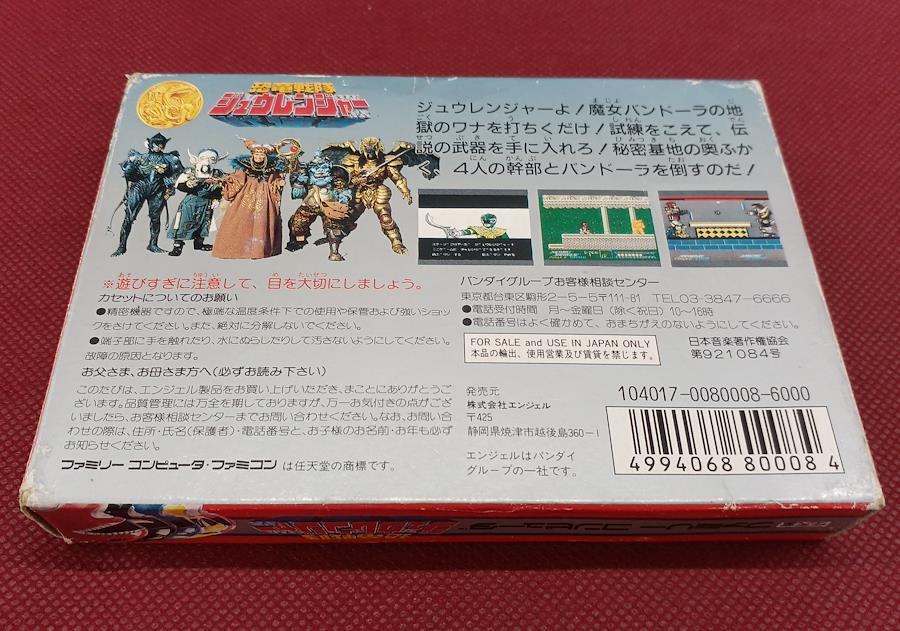 恐竜戦隊
ジュウレンジャー
ジュウレンジャーよ!魔女バンドーラの地
獄のワナを打ちくだけ!試練をこえて、伝
説の武器を手に入れろ!秘密基地の奥ふか
く4人の幹部とバンドーラを倒すのだ!
※遊びすぎに注意して、目を大切にしましょう。
カセットについてのお願い
●精密機器ですので、極端な温度条件下での使用や保管および強いショッ
クをさけてください。また、絶対に分解しないでください。
●端子部に手を触れたり、水にぬらしたりして汚さないようにしてください。
故障の原因となります。
お父さま、お母さま方へ(必ずお読み下さい)
このたびは、エンジェル製品をお買い上げいただき、まことにありがとうご
ざいます。品質管理には万全を期しておりますが、万一お気付きの点がござ
いましたら、お客様相談センターまでお問い合わせください。なお、お問い合
わせの際は、住所・氏名(保護者)・電話番号と、お子様のお名前・お年も必ず
お知らせください。
ファミリー コンピュータ・ファミコン は任天堂の商標です。
バンダイグループお客様相談センター
東京都台東区駒形2-5-5〒111-81 TEL03-3847-6666
●電話受付時間 月〜金曜日(除く祝日)10〜16時
●電話番号はよく確かめて、おまちがえのないようにしてください。
FOR SALE and USE IN JAPAN ONLY
本品の輸出、使用営業及び賃貸を禁じます。
日本音楽著作権協会
第921084号
発売元
株式会社エンジェル
〒425
静岡県焼津市越後島360-1
エンジェルはバンダイ
グループの一社です。
104017-0080008-6000
4994068800084
ファミリー コンピュータ